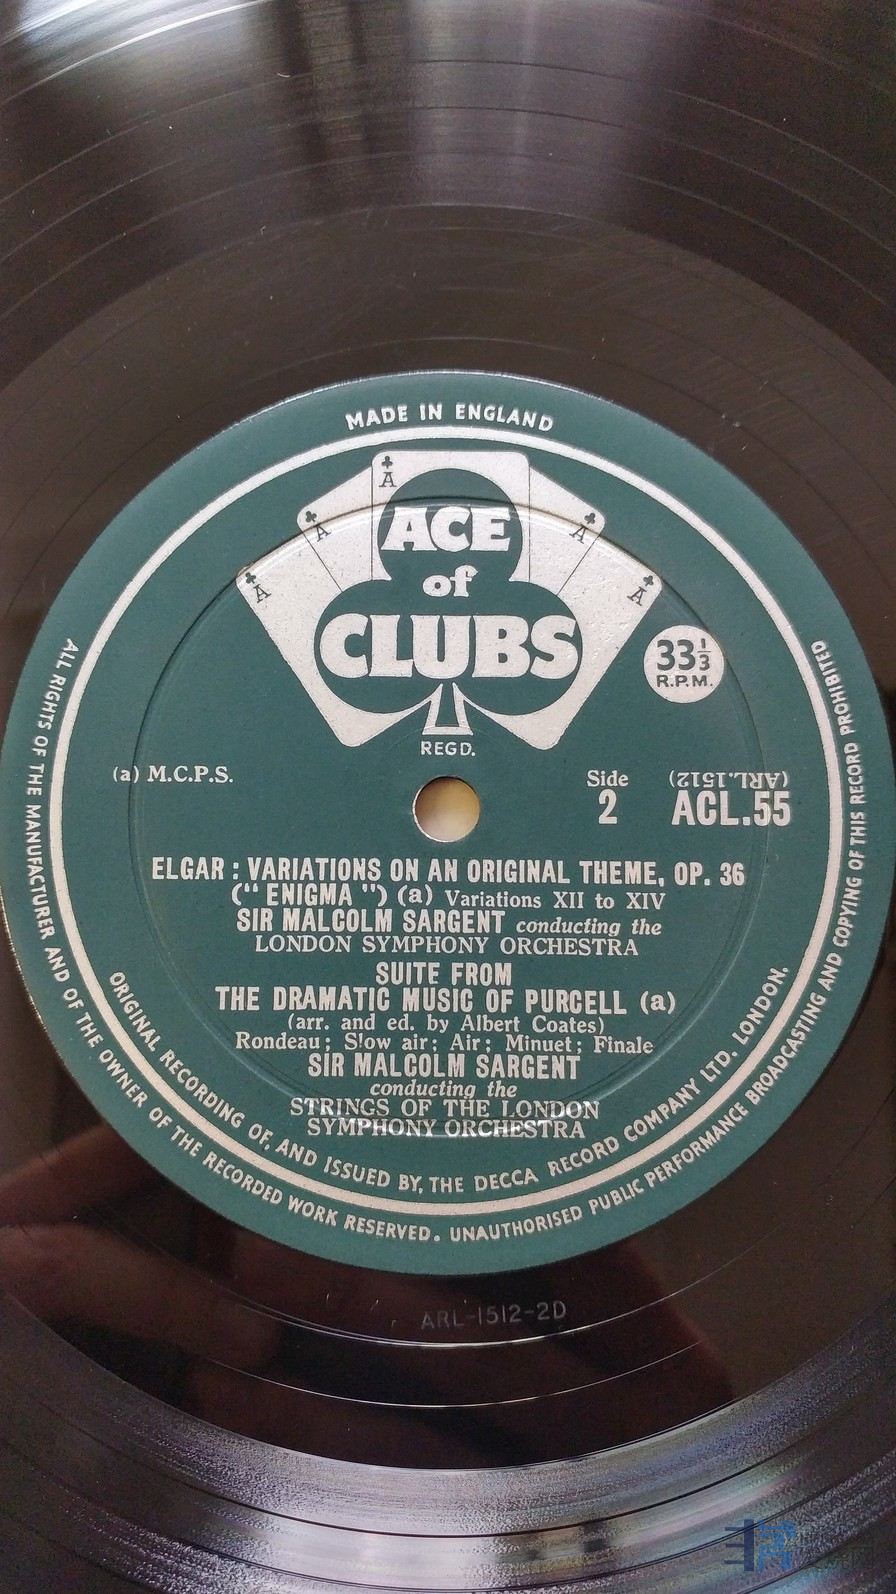 MADE IN ENGLAND
A
A
A
A
A
ACE
of
CLUBS
REGD.
33⅓
R.P.M.
(a) M.C.P.S.
Side
2
(ARL.1512)
ACL.55
ELGAR : VARIATIONS ON AN ORIGINAL THEME, OP. 36
(“ ENIGMA ”) (a) Variations XII to XIV
SIR MALCOLM SARGENT conducting the
LONDON SYMPHONY ORCHESTRA
SUITE FROM
THE DRAMATIC MUSIC OF PURCELL (a)
(arr. and ed. by Albert Coates)
Rondeau ; Slow air ; Air ; Minuet ; Finale
SIR MALCOLM SARGENT
conducting the
STRINGS OF THE LONDON
SYMPHONY ORCHESTRA
ORIGINAL RECORDING OF, AND ISSUED BY, THE DECCA RECORD COMPANY LTD. LONDON.
ALL RIGHTS OF THE MANUFACTURER AND OF THE OWNER OF THE RECORDED WORK RESERVED. UNAUTHORISED PUBLIC PERFORMANCE BROADCASTING AND COPYING OF THIS RECORD PROHIBITED
ARL-1512-2D